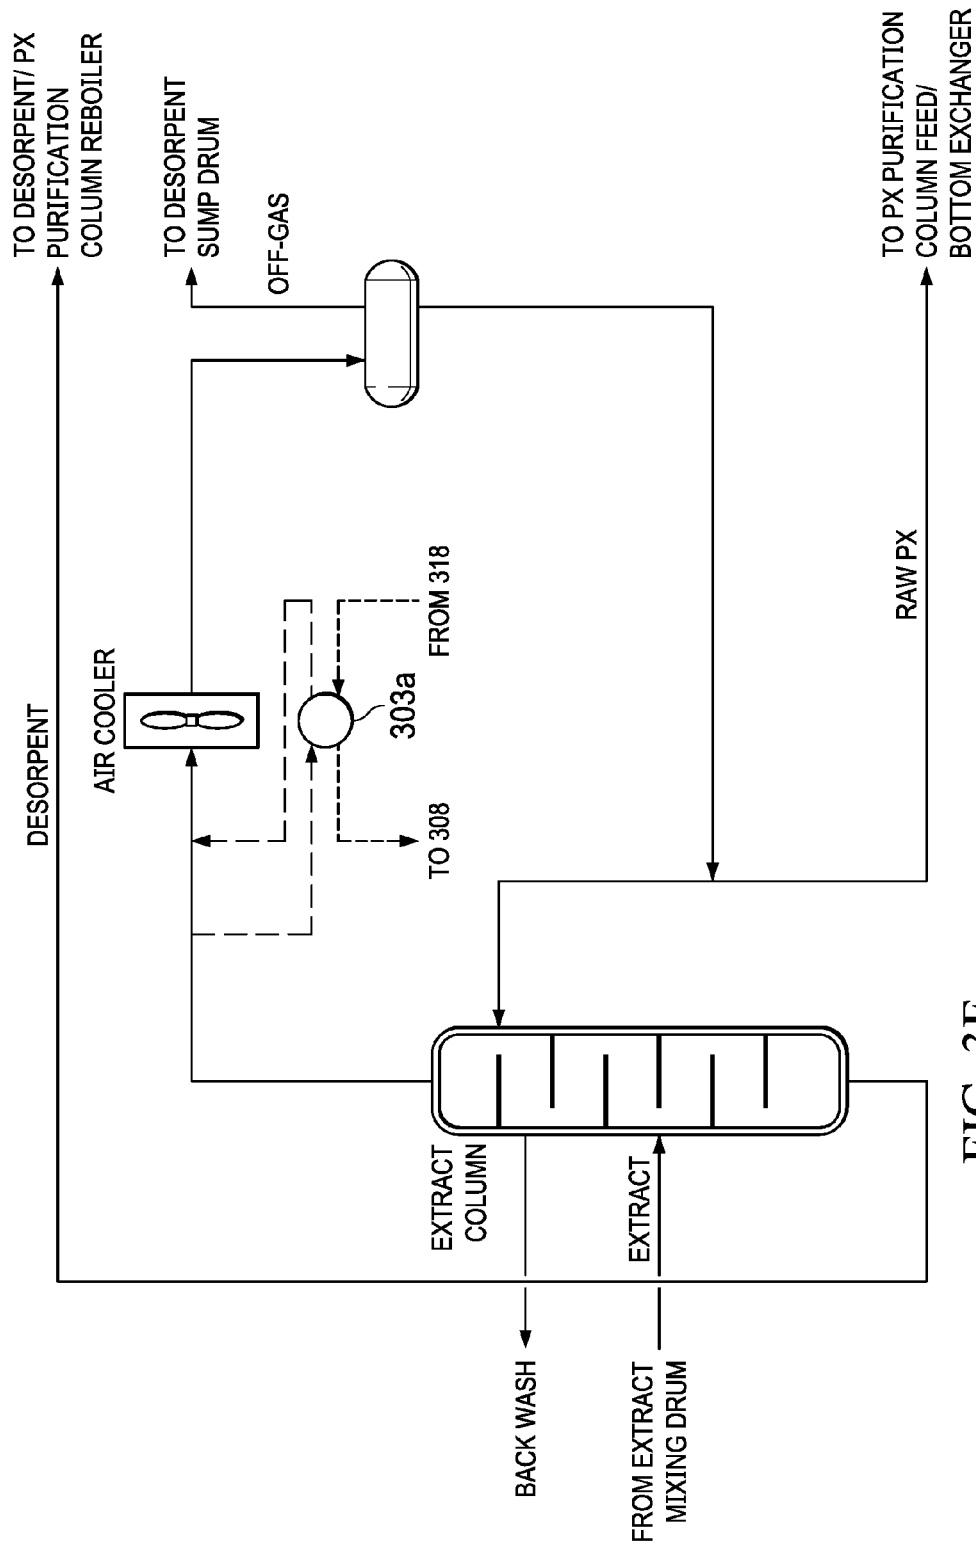 TO DESORPENT/ PX
PURIFICATION
COLUMN REBOILER
DESORPENT
TO DESORPENT
SUMP DRUM
OFF-GAS
AIR COOLER
303a
FROM 318
TO 308
EXTRACT
COLUMN
BACK WASH
EXTRACT
FROM EXTRACT
MIXING DRUM
RAW PX
TO PX PURIFICATION
COLUMN FEED/
BOTTOM EXCHANGER
FIG.